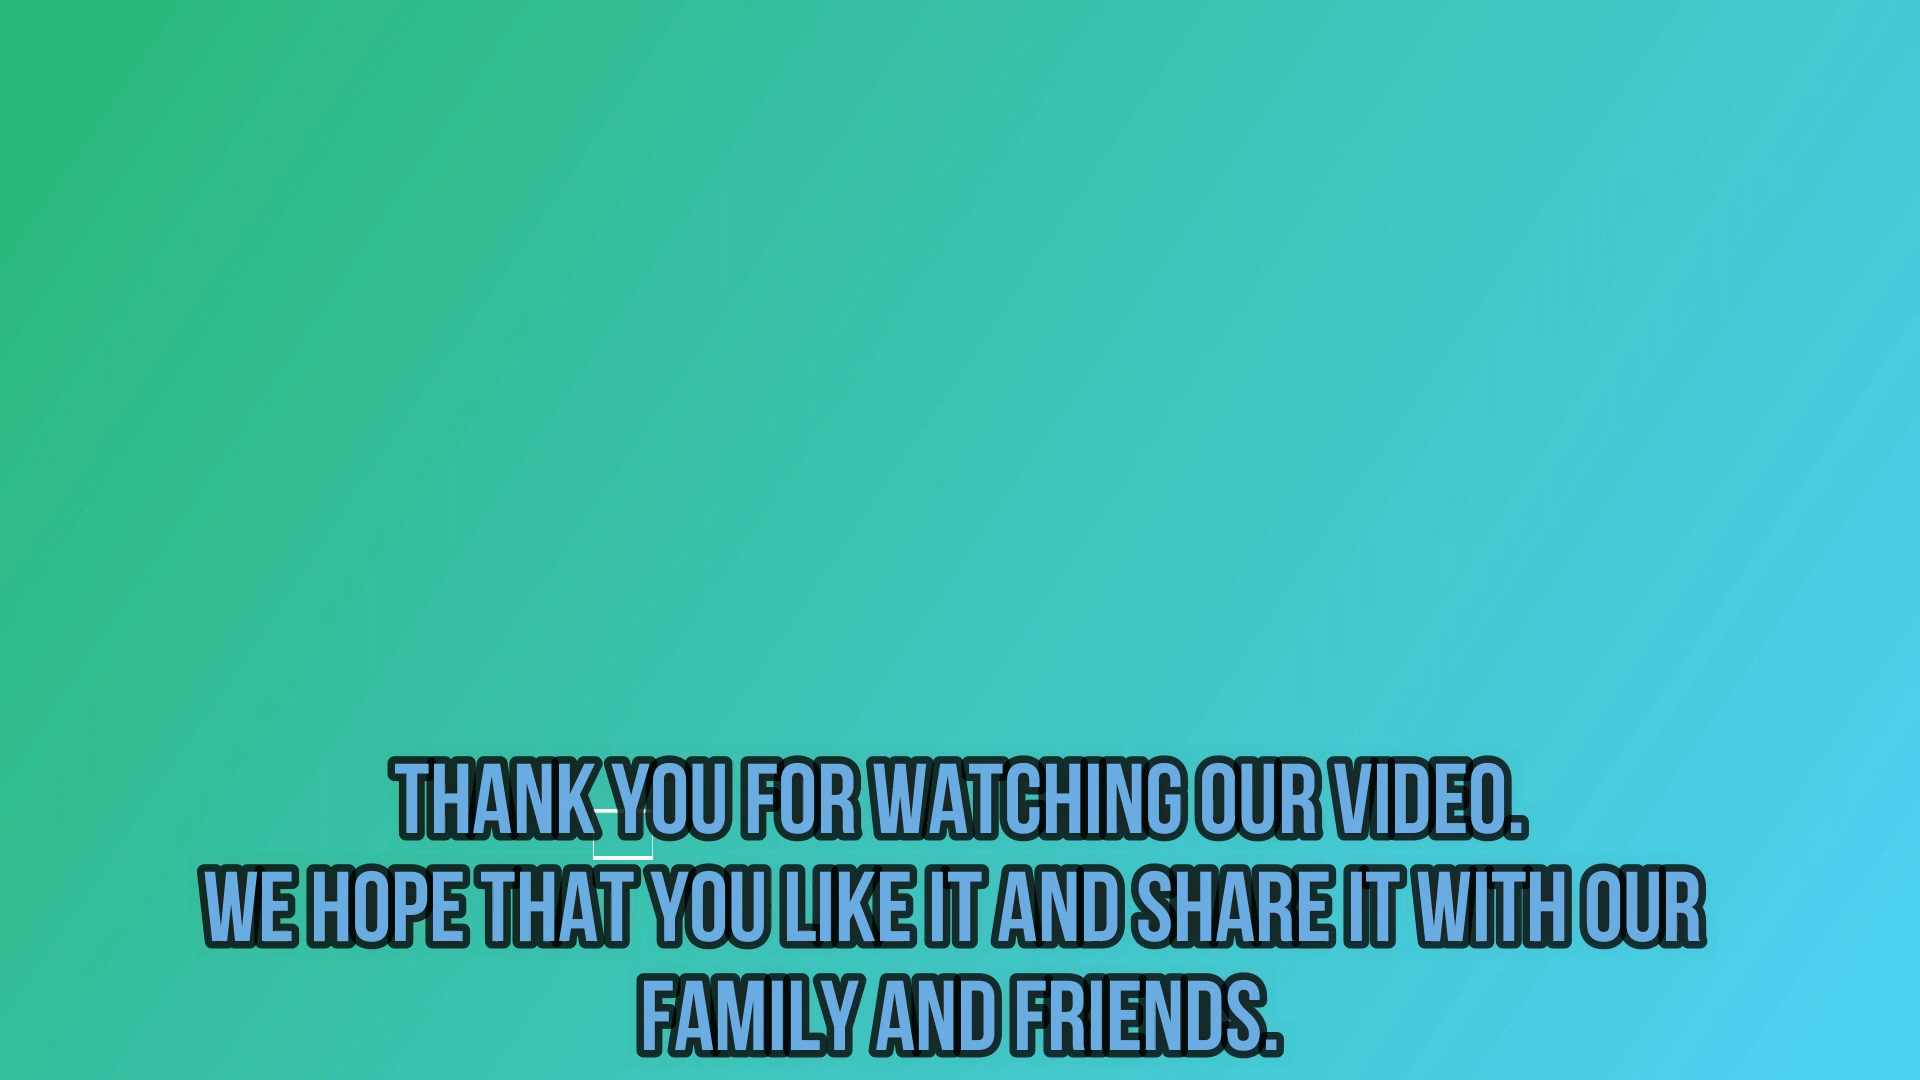 THANK YOU FOR WATCHING OUR VIDEO.
WE HOPE THAT YOU LIKE IT AND SHARE IT WITH OUR
FAMILY AND FRIENDS.